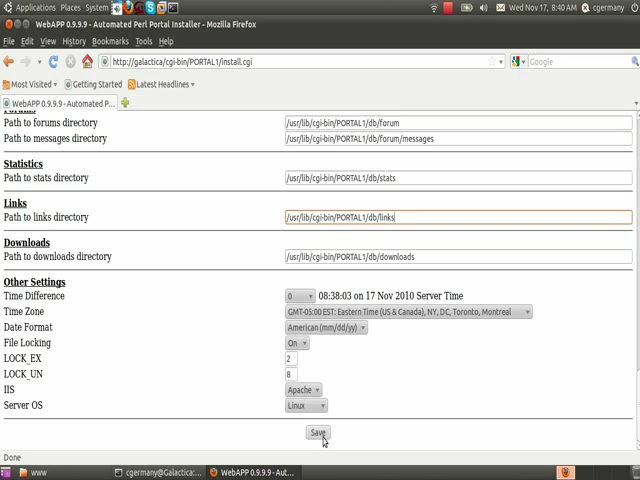 Applications Places System Wed Nov 17, 8:40 AM cgermany
WebAPP 0.9.9.9 - Automated Perl Portal Installer - Mozilla Firefox
File Edit View History Bookmarks Tools Help
http://galactica/cgi-bin/PORTAL1/install.cgi Google
Most Visited Getting Started Latest Headlines
WebAPP 0.9.9.9 - Automated P...
Forums
Path to forums directory /usr/lib/cgi-bin/PORTAL1/db/forum
Path to messages directory /usr/lib/cgi-bin/PORTAL1/db/forum/messages
Statistics
Path to stats directory /usr/lib/cgi-bin/PORTAL1/db/stats
Links
Path to links directory /usr/lib/cgi-bin/PORTAL1/db/links
Downloads
Path to downloads directory /usr/lib/cgi-bin/PORTAL1/db/downloads
Other Settings
Time Difference 0 08:38:03 on 17 Nov 2010 Server Time
Time Zone GMT-05:00 EST: Eastern Time (US & Canada), NY, DC, Toronto, Montreal
Date Format American (mm/dd/yy)
File Locking On
LOCK_EX 2
LOCK_UN 8
IIS Apache
Server OS Linux
Save
Done
www cgermany@Galactica:... WebAPP 0.9.9.9 - Aut...